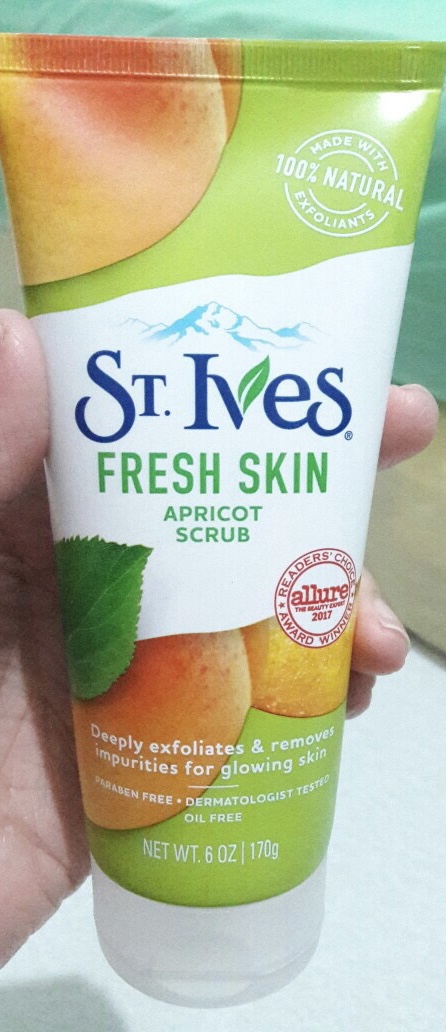 MADE WITH
100% NATURAL
EXFOLIANTS
ST. IVES®
FRESH SKIN
APRICOT
SCRUB
READERS' CHOICE
allure
THE BEAUTY EXPERT
2017
AWARD WINNER
Deeply exfoliates & removes
impurities for glowing skin
PARABEN FREE • DERMATOLOGIST TESTED
OIL FREE
NET WT. 6 OZ | 170g